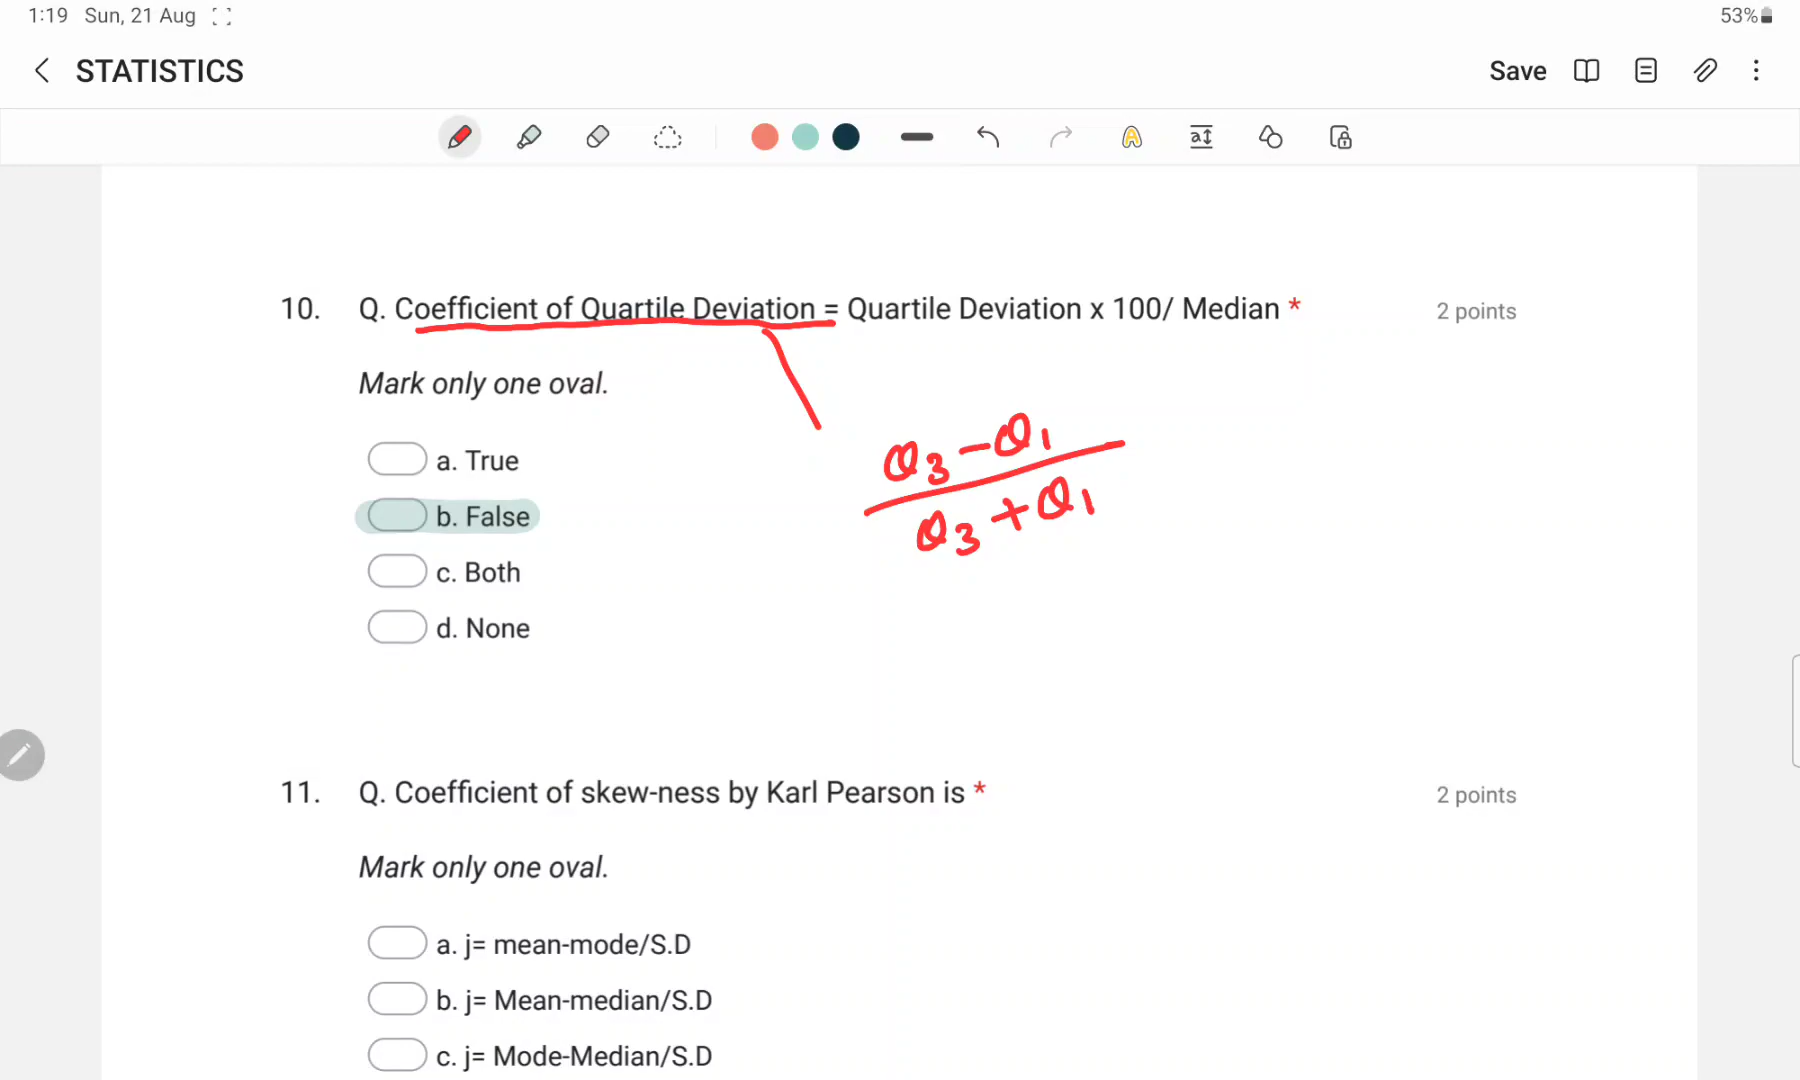 1:19 Sun, 21 Aug
53%
STATISTICS
Save
10. Q. Coefficient of Quartile Deviation = Quartile Deviation x 100/ Median * 2 points
Mark only one oval.
a. True
b. False
c. Both
d. None
Q3 - Q1
Q3 + Q1
11. Q. Coefficient of skew-ness by Karl Pearson is * 2 points
Mark only one oval.
a. j= mean-mode/S.D
b. j= Mean-median/S.D
c. j= Mode-Median/S.D